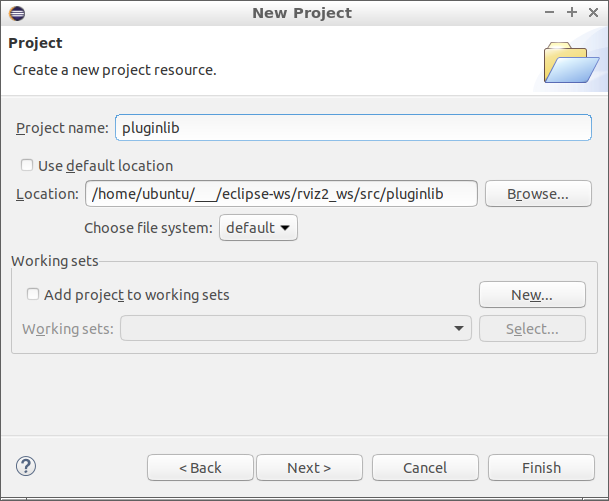 New Project
Project
Create a new project resource.
Project name: pluginlib
Use default location
Location: /home/ubuntu/___/eclipse-ws/rviz2_ws/src/pluginlib Browse...
Choose file system: default
Working sets
Add project to working sets New...
Working sets: Select...
? < Back Next > Cancel Finish